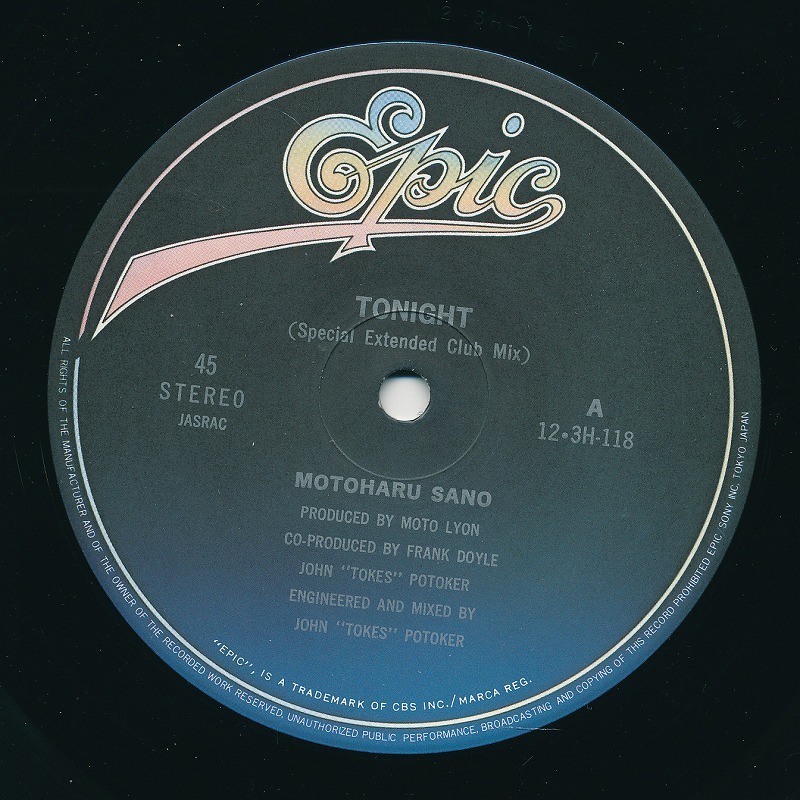 Epic
TONIGHT
(Special Extended Club Mix)
45
STEREO
JASRAC
A
12•3H-118
MOTOHARU SANO
PRODUCED BY MOTO LYON
CO-PRODUCED BY FRANK DOYLE
JOHN "TOKES" POTOKER
ENGINEERED AND MIXED BY
JOHN "TOKES" POTOKER
"EPIC", IS A TRADEMARK OF CBS INC./MARCA REG.
ALL RIGHTS OF THE MANUFACTURER AND OF THE OWNER OF THE RECORDED WORK RESERVED, UNAUTHORIZED PUBLIC PERFORMANCE, BROADCASTING AND COPYING OF THIS RECORD PROHIBITED EPIC/SONY INC. TOKYO JAPAN